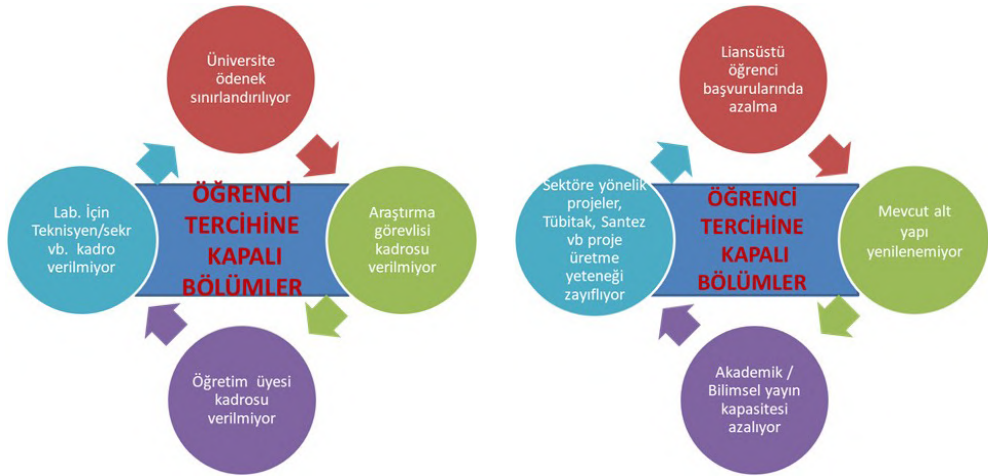 Üniversite
ödenek
sınırlandırılıyor
Lab. İçin
Teknisyen/sekr
vb. kadro
verilmiyor
ÖĞRENCİ
TERCİHİNE
KAPALI
BÖLÜMLER
Araştırma
görevlisi
kadrosu
verilmiyor
Öğretim üyesi
kadrosu
verilmiyor
Liansüstü
öğrenci
başvurularında
azalma
Sektöre yönelik
projeler,
Tübitak, Santez
vb proje
üretme
yeteneği
zayıflıyor
ÖĞRENCİ
TERCİHİNE
KAPALI
BÖLÜMLER
Mevcut alt
yapı
yenilenemiyor
Akademik /
Bilimsel yayın
kapasitesi
azalıyor